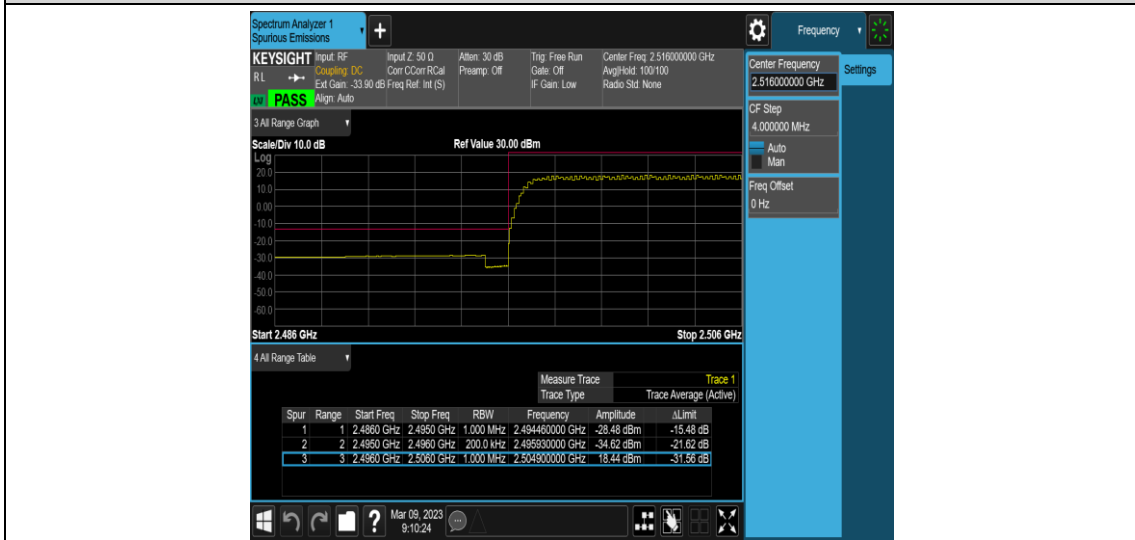 Spectrum Analyzer 1
Spurious Emissions
+
Frequency
KEYSIGHT
RL
LXI PASS
Input: RF
Coupling: DC
Ext Gain: -33.90 dB
Align: Auto
Input Z: 50 Ω
Corr CCorr RCal
Freq Ref: Int (S)
Atten: 30 dB
Preamp: Off
Trig: Free Run
Gate: Off
IF Gain: Low
Center Freq: 2.516000000 GHz
Avg|Hold: 100/100
Radio Std: None
Center Frequency
2.516000000 GHz
Settings
CF Step
4.000000 MHz
Auto
Man
Freq Offset
0 Hz
3 All Range Graph
Scale/Div 10.0 dB Ref Value 30.00 dBm
Log
20.0
10.0
0.00
-10.0
-20.0
-30.0
-40.0
-50.0
-60.0
Start 2.486 GHz Stop 2.506 GHz
4 All Range Table
Measure Trace Trace 1
Trace Type Trace Average (Active)
Spur Range Start Freq Stop Freq RBW Frequency Amplitude ΔLimit
1 1 2.4860 GHz 2.4950 GHz 1.000 MHz 2.494460000 GHz -28.48 dBm -15.48 dB
2 2 2.4950 GHz 2.4960 GHz 200.0 kHz 2.495930000 GHz -34.62 dBm -21.62 dB
3 3 2.4960 GHz 2.5060 GHz 1.000 MHz 2.504900000 GHz 18.44 dBm -31.56 dB
?
Mar 09, 2023
9:10:24